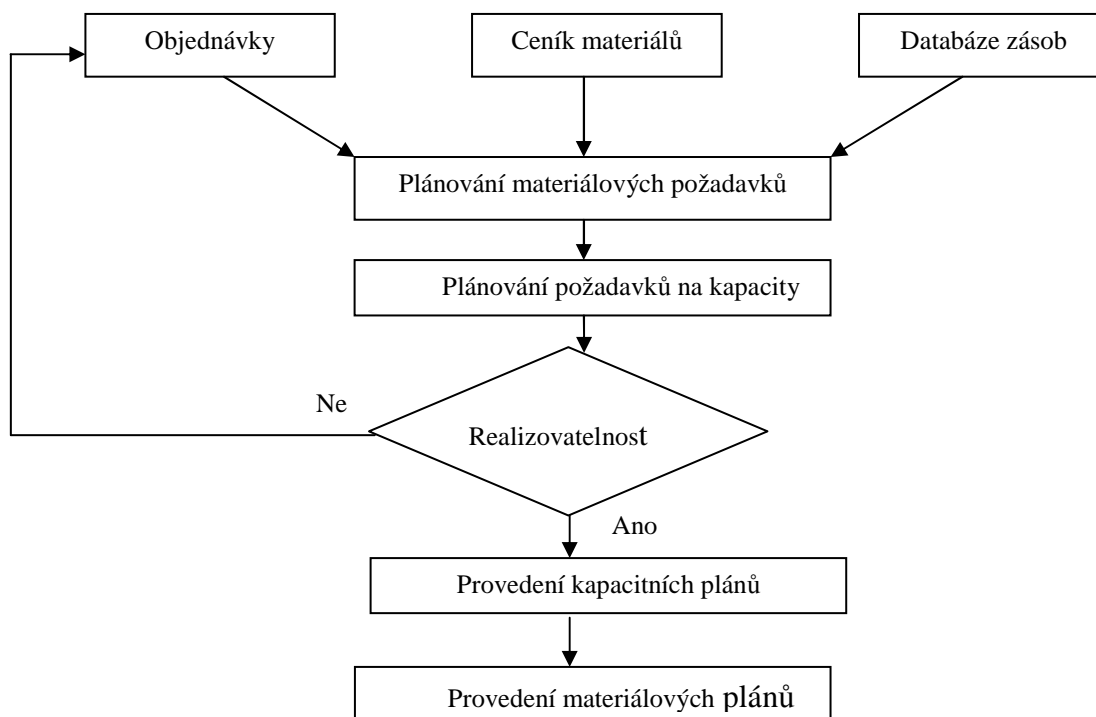 Objednávky
Ceník materiálů
Databáze zásob
Plánování materiálových požadavků
Plánování požadavků na kapacity
Ne
Realizovatelnost
Ano
Provedení kapacitních plánů
Provedení materiálových plánů